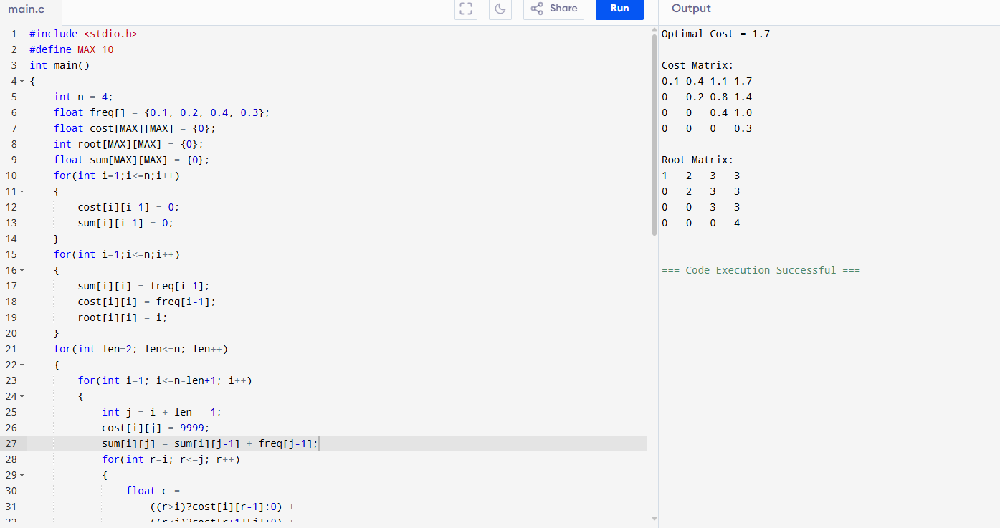 main.c Share Run Output
1 #include <stdio.h>
2 #define MAX 10
3 int main()
4 {
5     int n = 4;
6     float freq[] = {0.1, 0.2, 0.4, 0.3};
7     float cost[MAX][MAX] = {0};
8     int root[MAX][MAX] = {0};
9     float sum[MAX][MAX] = {0};
10     for(int i=1;i<=n;i++)
11     {
12         cost[i][i-1] = 0;
13         sum[i][i-1] = 0;
14     }
15     for(int i=1;i<=n;i++)
16     {
17         sum[i][i] = freq[i-1];
18         cost[i][i] = freq[i-1];
19         root[i][i] = i;
20     }
21     for(int len=2; len<=n; len++)
22     {
23         for(int i=1; i<=n-len+1; i++)
24         {
25             int j = i + len - 1;
26             cost[i][j] = 9999;
27             sum[i][j] = sum[i][j-1] + freq[j-1];
28             for(int r=i; r<=j; r++)
29             {
30                 float c =
31                     ((r>i)?cost[i][r-1]:0) +
32                     ((r<j)?cost[r+1][j]:0) +
Optimal Cost = 1.7
Cost Matrix:
0.1 0.4 1.1 1.7
0   0.2 0.8 1.4
0   0   0.4 1.0
0   0   0   0.3
Root Matrix:
1   2   3   3
0   2   3   3
0   0   3   3
0   0   0   4
=== Code Execution Successful ===